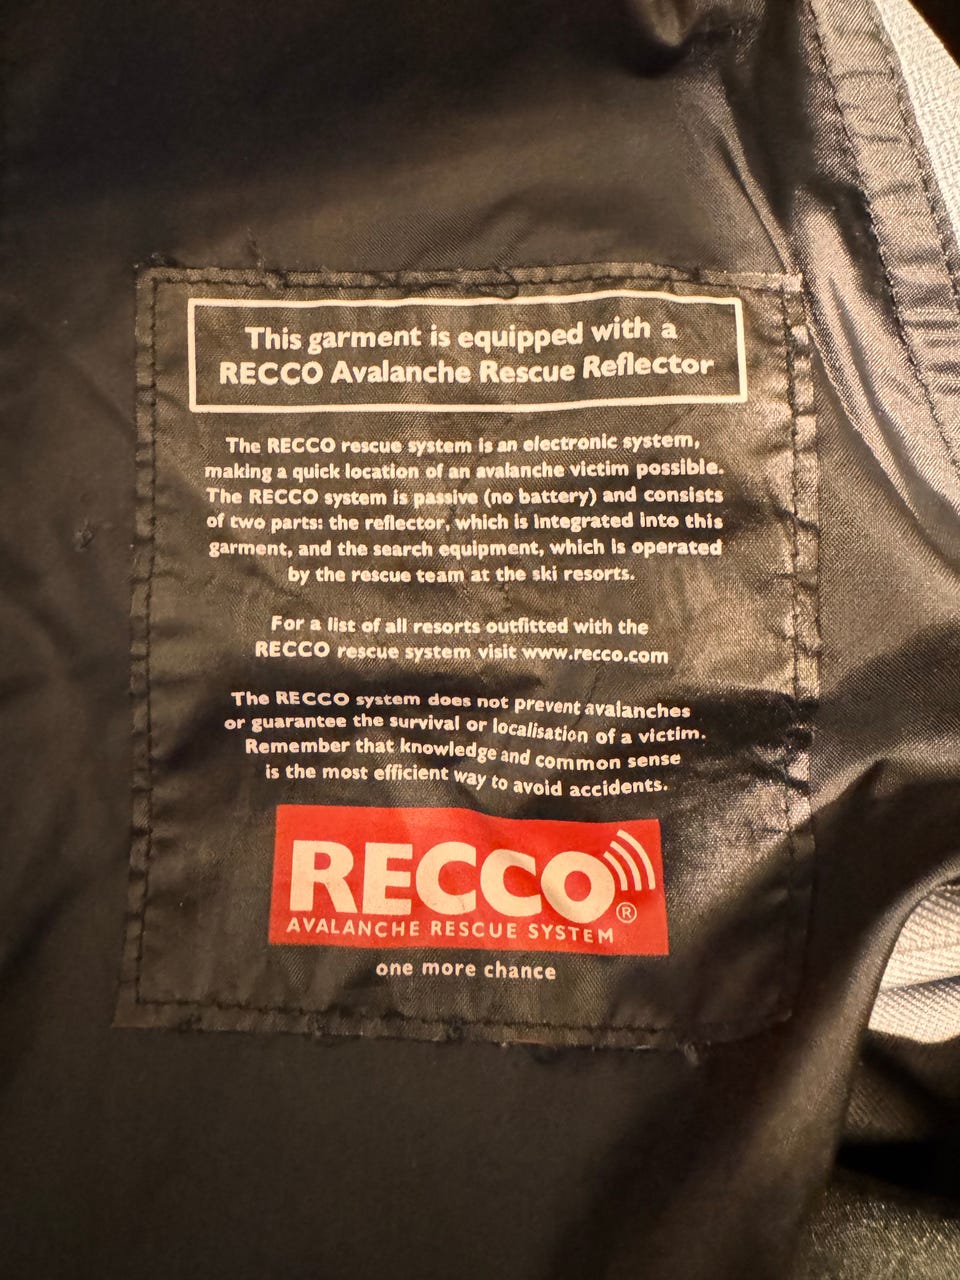 This garment is equipped with a
RECCO Avalanche Rescue Reflector
The RECCO rescue system is an electronic system,
making a quick location of an avalanche victim possible.
The RECCO system is passive (no battery) and consists
of two parts: the reflector, which is integrated into this
garment, and the search equipment, which is operated
by the rescue team at the ski resorts.
For a list of all resorts outfitted with the
RECCO rescue system visit www.recco.com
The RECCO system does not prevent avalanches
or guarantee the survival or localisation of a victim.
Remember that knowledge and common sense
is the most efficient way to avoid accidents.
RECCO®
AVALANCHE RESCUE SYSTEM
one more chance